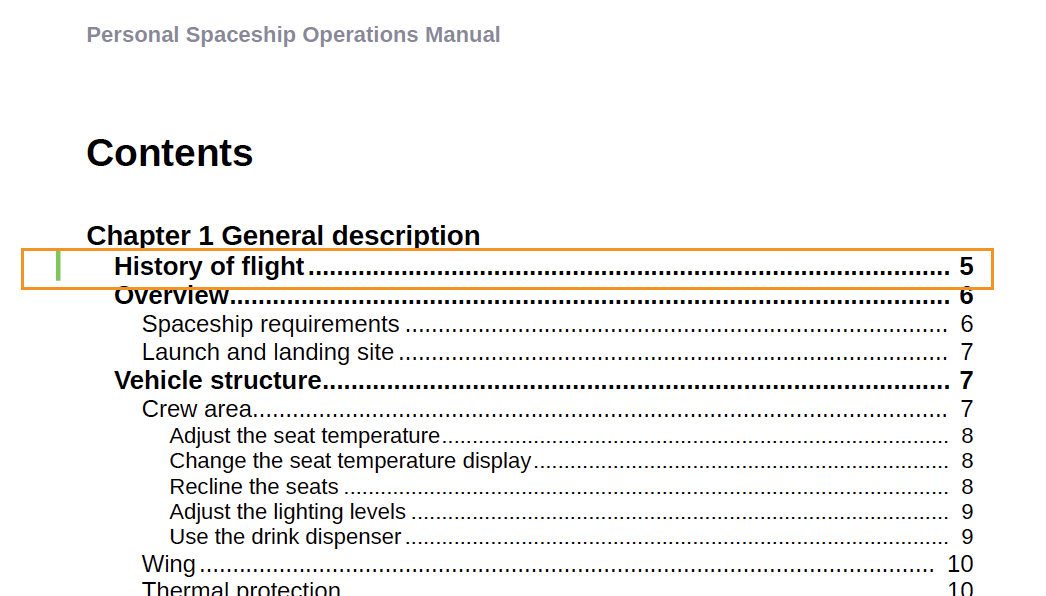 Personal Spaceship Operations Manual
Contents
Chapter 1 General description
History of flight........................................................................................ 5
Overview.................................................................................................. 6
Spaceship requirements ................................................................................ 6
Launch and landing site ................................................................................. 7
Vehicle structure....................................................................................... 7
Crew area........................................................................................................ 7
Adjust the seat temperature............................................................................. 8
Change the seat temperature display............................................................... 8
Recline the seats ............................................................................................ 8
Adjust the lighting levels ................................................................................. 9
Use the drink dispenser .................................................................................. 9
Wing............................................................................................................... 10
Thermal protection 10